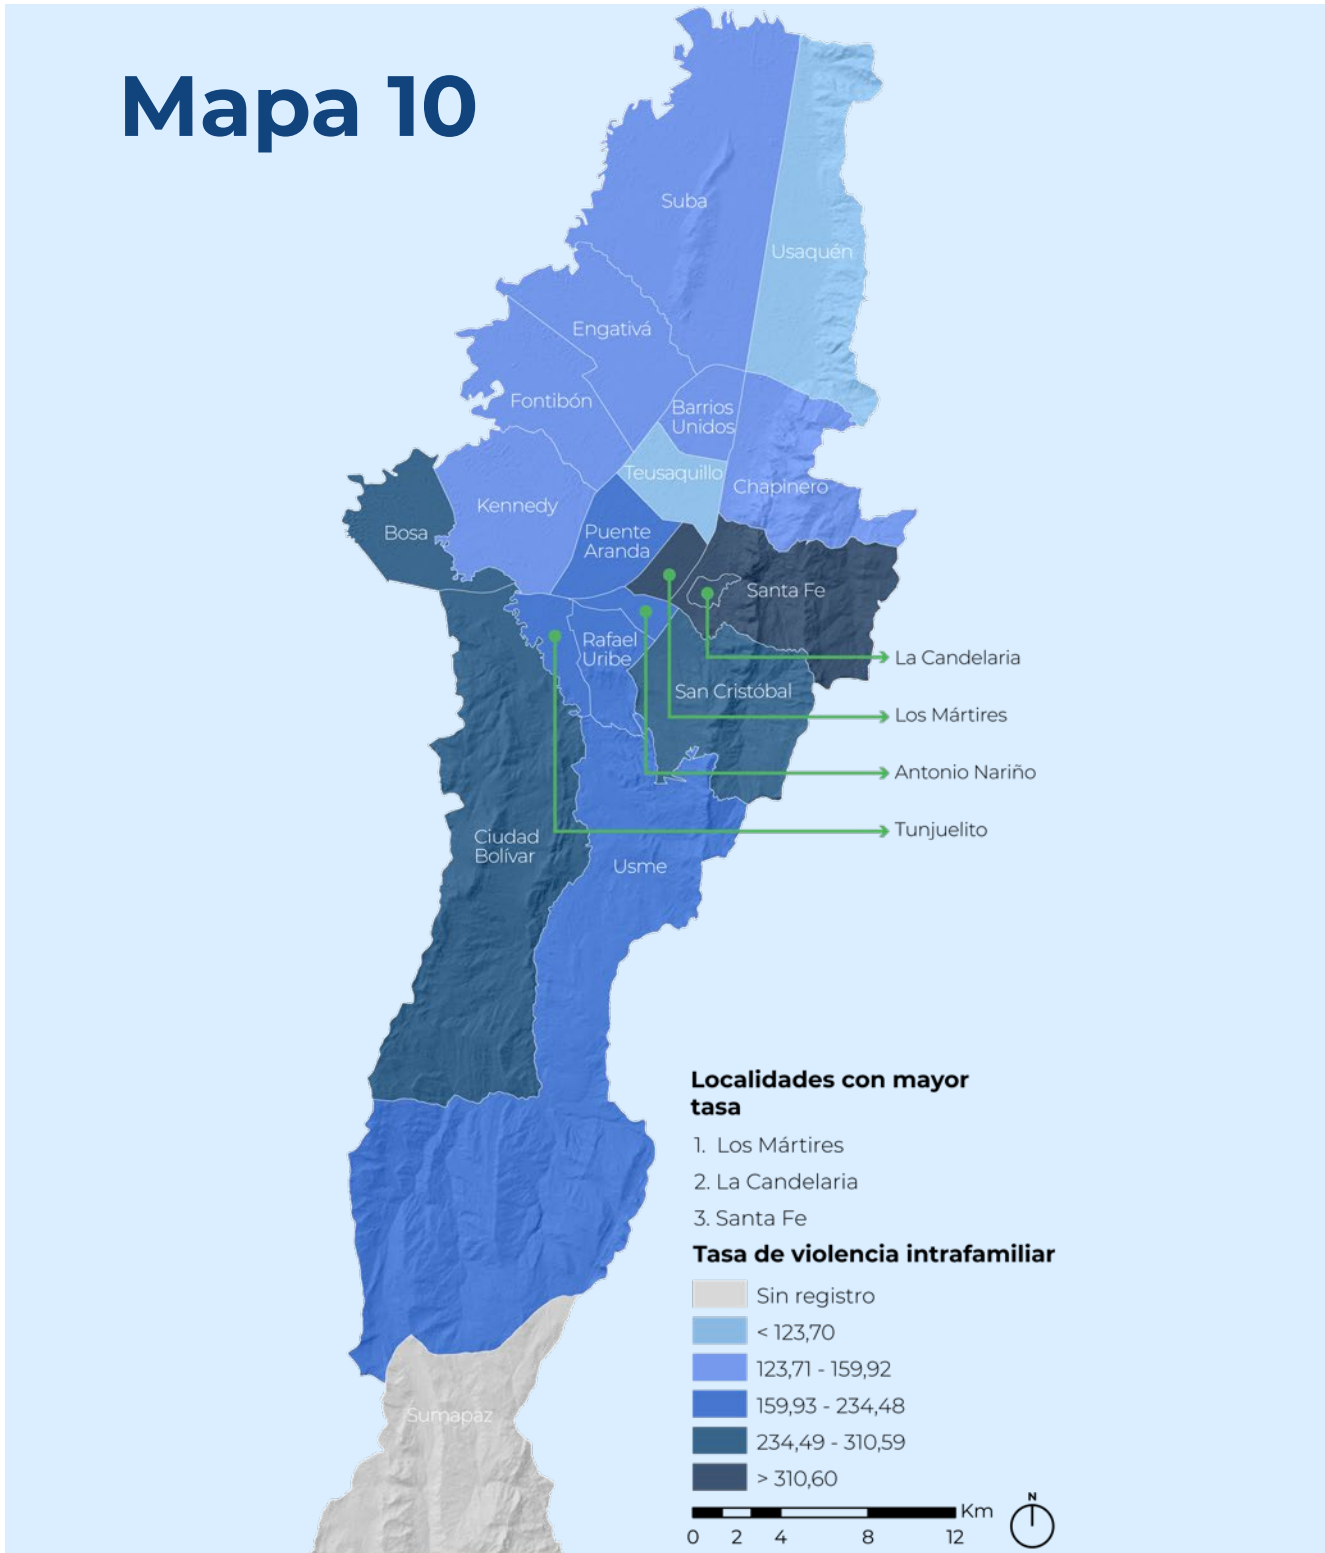 Mapa 10
Suba
Usaquén
Engativá
Fontibón
Barrios
Unidos
Teusaquillo
Chapinero
Kennedy
Bosa
Puente
Aranda
Santa Fe
Rafael
Uribe
La Candelaria
San Cristóbal
Los Mártires
Antonio Nariño
Tunjuelito
Ciudad
Bolívar
Usme
Localidades con mayor
tasa
1. Los Mártires
2. La Candelaria
3. Santa Fe
Tasa de violencia intrafamiliar
Sin registro
< 123,70
123,71 - 159,92
159,93 - 234,48
234,49 - 310,59
> 310,60
Sumapaz
Km
N
0 2 4 8 12